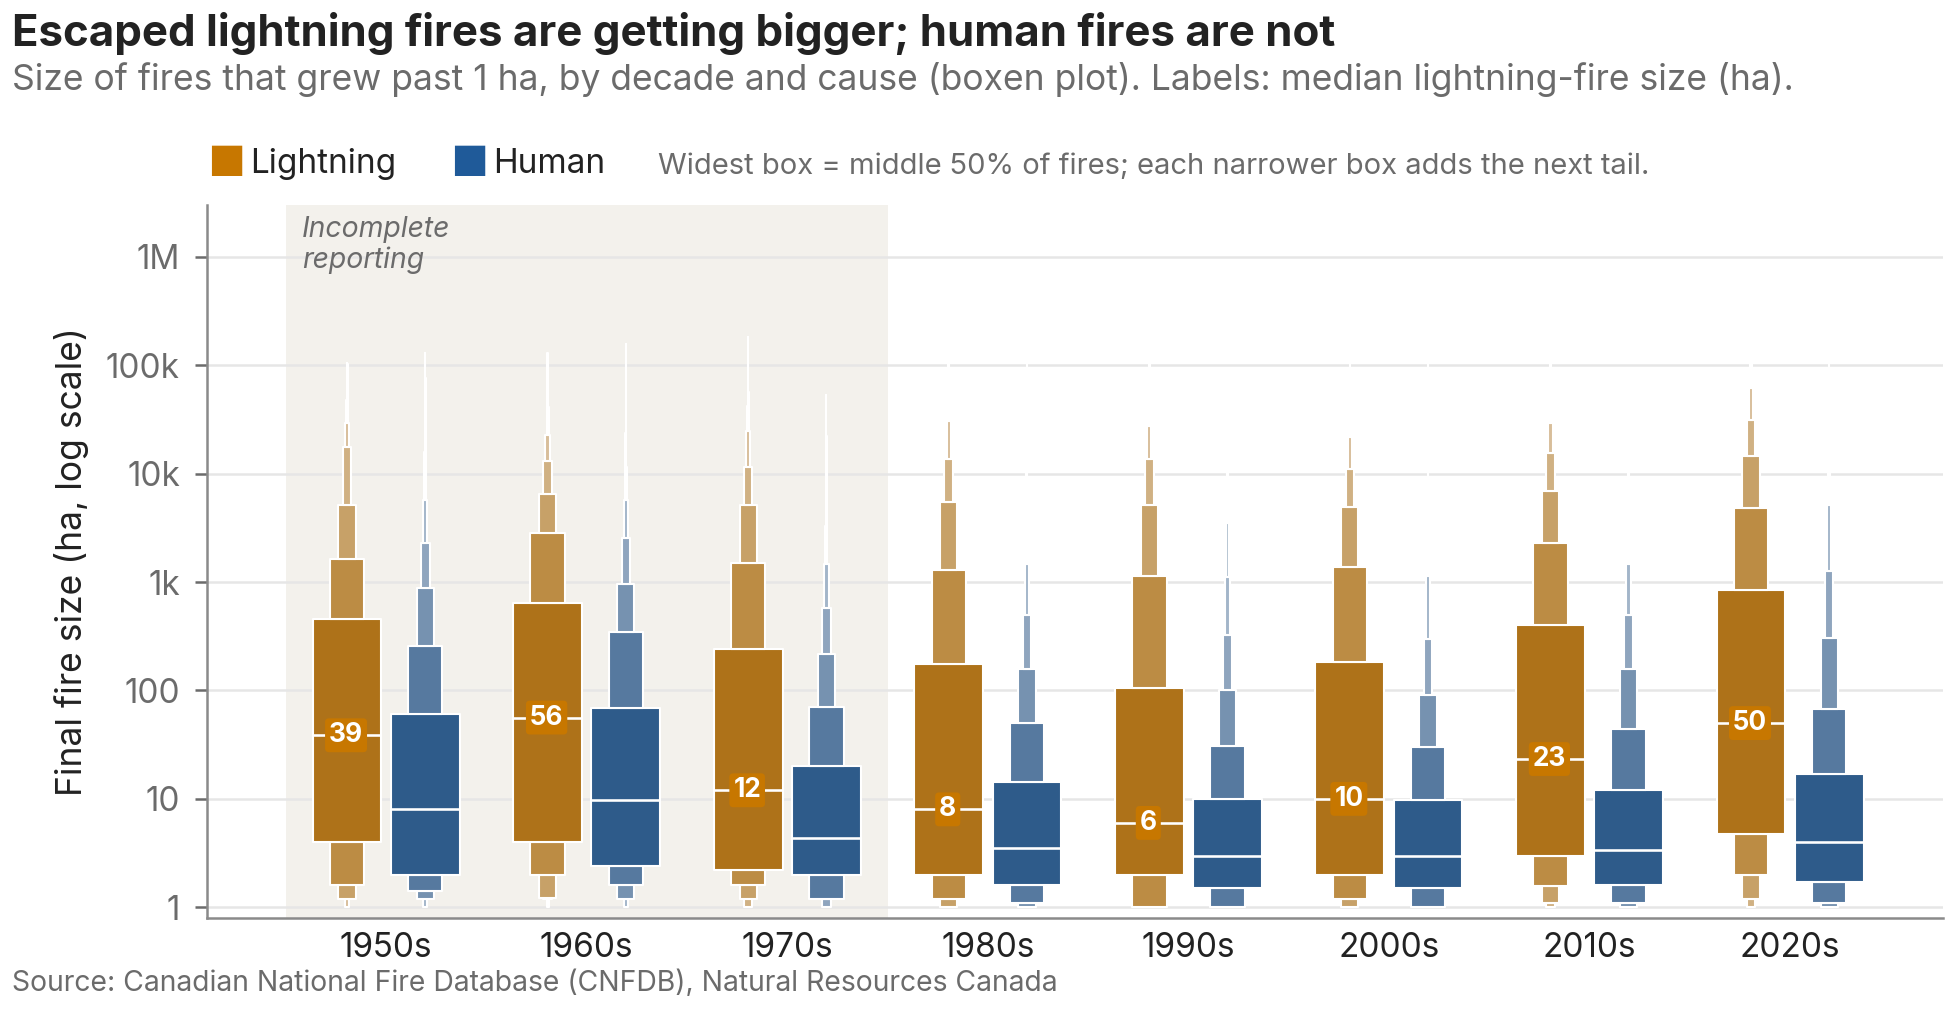 Escaped lightning fires are getting bigger; human fires are not
Size of fires that grew past 1 ha, by decade and cause (boxen plot). Labels: median lightning-fire size (ha).
Lightning
Human
Widest box = middle 50% of fires; each narrower box adds the next tail.
Incomplete
reporting
Final fire size (ha, log scale)
1M
100k
10k
1k
100
10
1
39
56
12
8
6
10
23
50
1950s
1960s
1970s
1980s
1990s
2000s
2010s
2020s
Source: Canadian National Fire Database (CNFDB), Natural Resources Canada